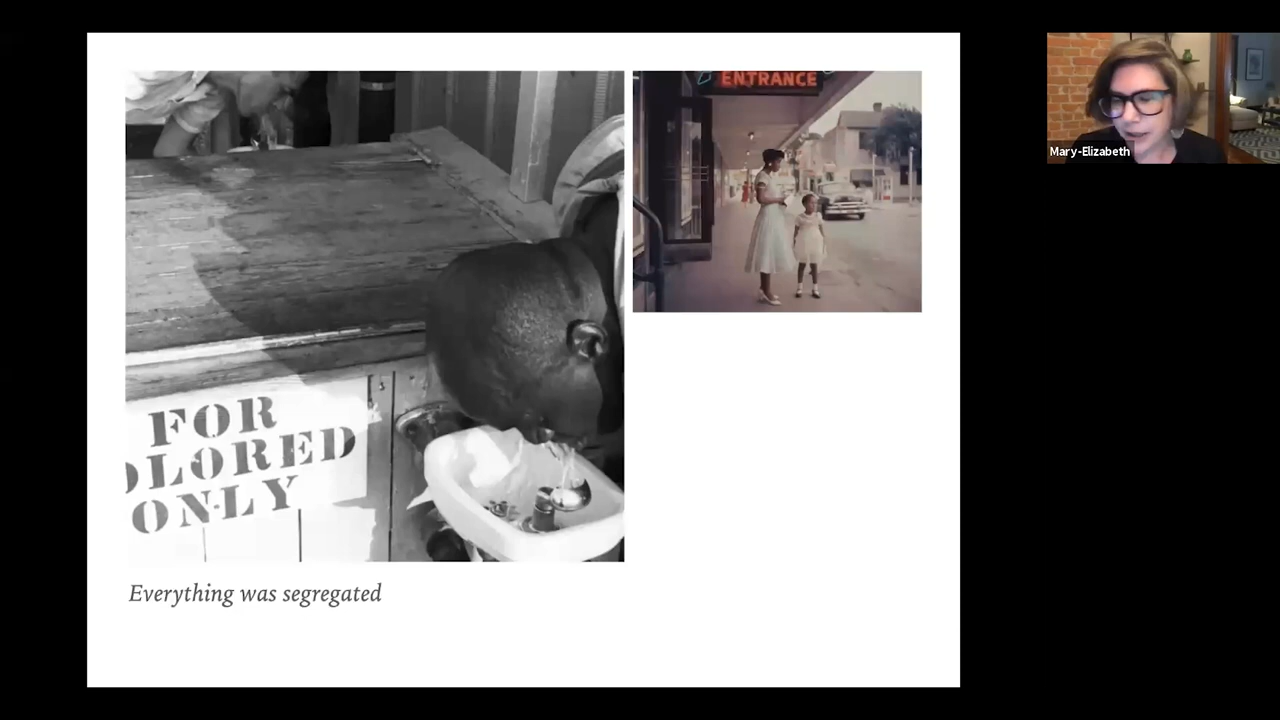 ENTRANCE
Mary-Elizabeth
FOR
OLORED
ONLY
Everything was segregated